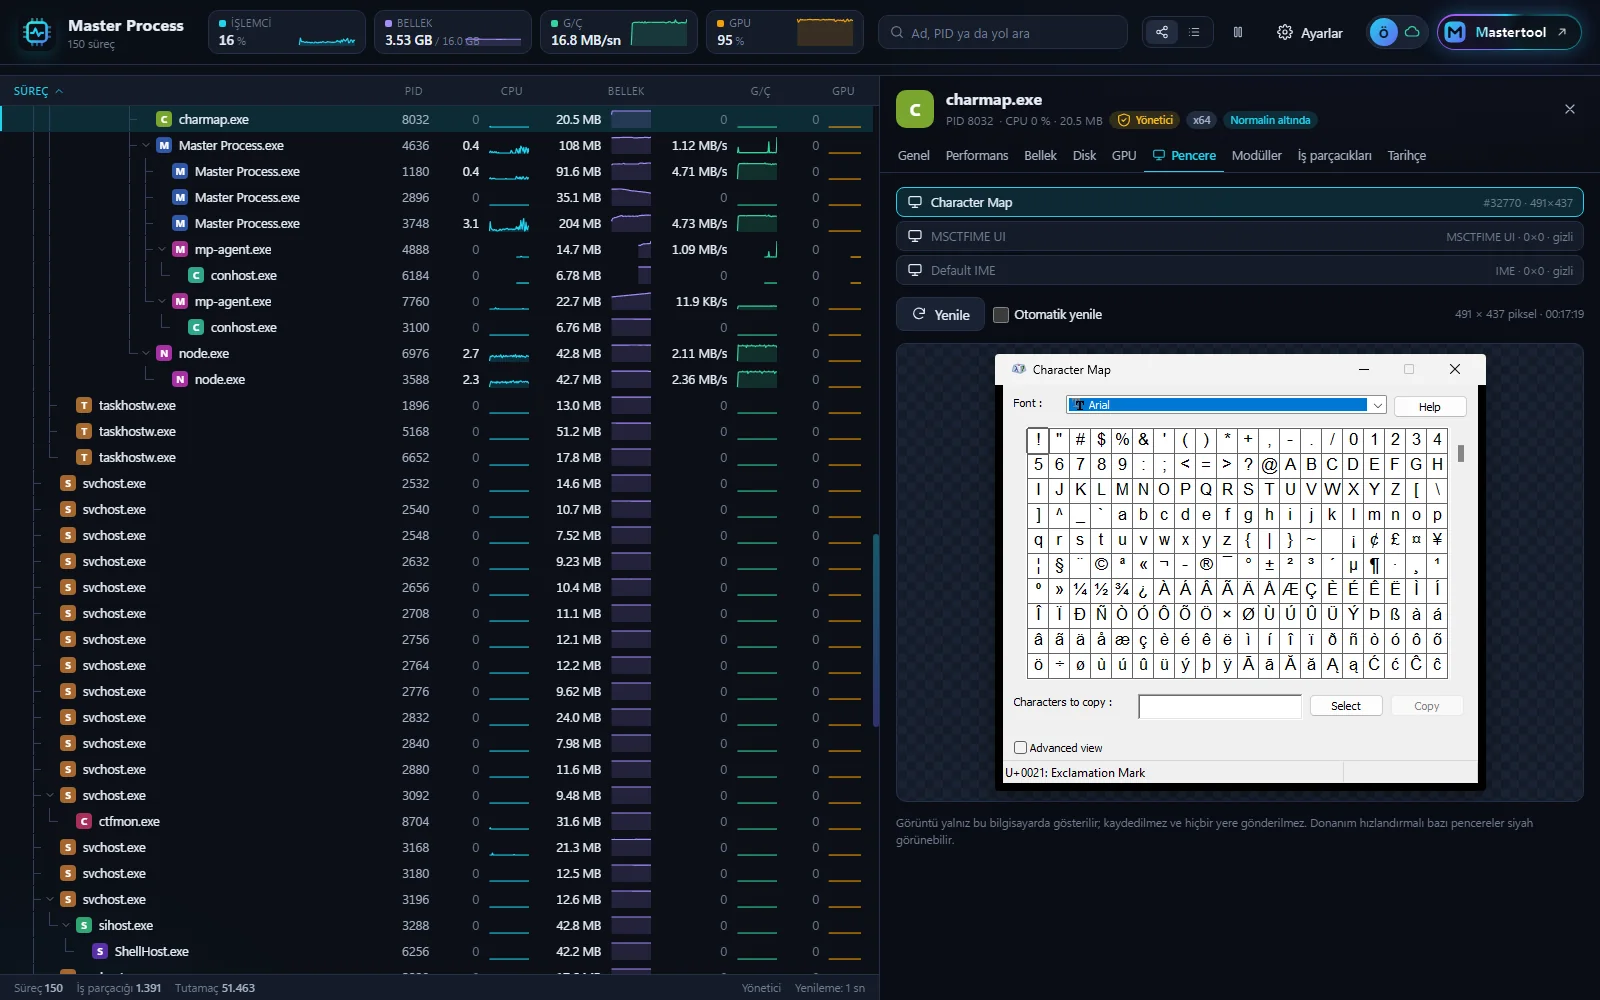 Master Process
150 süreç
İŞLEMCİ
16 %
BELLEK
3.53 GB / 16.0 GB
G/Ç
16.8 MB/sn
GPU
95 %
Ad, PID ya da yol ara
Ayarlar
ö
Mastertool ↗
SÜREÇ PID CPU BELLEK G/Ç GPU
C charmap.exe 8032 0 20.5 MB 0 0
M Master Process.exe 4636 0.4 108 MB 1.12 MB/s 0
M Master Process.exe 1180 0.4 91.6 MB 4.71 MB/s 0
M Master Process.exe 2896 0 35.1 MB 0 0
M Master Process.exe 3748 3.1 204 MB 4.73 MB/s 0
M mp-agent.exe 4888 0 14.7 MB 1.09 MB/s 0
C conhost.exe 6184 0 6.78 MB 0 0
M mp-agent.exe 7760 0 22.7 MB 11.9 KB/s 0
C conhost.exe 3100 0 6.76 MB 0 0
N node.exe 6976 2.7 42.8 MB 2.11 MB/s 0
N node.exe 3588 2.3 42.7 MB 2.36 MB/s 0
T taskhostw.exe 1896 0 13.0 MB 0 0
T taskhostw.exe 5168 0 51.2 MB 0 0
T taskhostw.exe 6652 0 17.8 MB 0 0
S svchost.exe 2532 0 14.6 MB 0 0
S svchost.exe 2540 0 10.7 MB 0 0
S svchost.exe 2548 0 7.52 MB 0 0
S svchost.exe 2632 0 9.23 MB 0 0
S svchost.exe 2656 0 10.4 MB 0 0
S svchost.exe 2708 0 11.1 MB 0 0
S svchost.exe 2756 0 12.1 MB 0 0
S svchost.exe 2764 0 12.2 MB 0 0
S svchost.exe 2776 0 9.62 MB 0 0
S svchost.exe 2832 0 24.0 MB 0 0
S svchost.exe 2840 0 7.98 MB 0 0
S svchost.exe 2880 0 11.6 MB 0 0
S svchost.exe 3092 0 9.48 MB 0 0
C ctfmon.exe 8704 0 31.6 MB 0 0
S svchost.exe 3168 0 21.3 MB 0 0
S svchost.exe 3180 0 12.5 MB 0 0
S svchost.exe 3196 0 12.6 MB 0 0
S sihost.exe 3288 0 42.8 MB 0 0
S ShellHost.exe 6256 0 42.2 MB 0 0
Süreç 150 İş parçacığı 1.391 Tutamaç 51.463 Yönetici Yenileme: 1 sn
C
charmap.exe
PID 8032 · CPU 0 % · 20.5 MB Yönetici x64 Normalin altında
Genel Performans Bellek Disk GPU Pencere Modüller İş parçacıkları Tarihçe
Character Map #32770 · 491×437
MSCTFIME UI MSCTFIME UI · 0×0 · gizli
Default IME IME · 0×0 · gizli
Yenile Otomatik yenile 491 × 437 piksel · 00:17:19
Character Map
Font : Arial Help
! " # $ % & ' ( ) * + , - . / 0 1 2 3 4
5 6 7 8 9 : ; < = > ? @ A B C D E F G H
I J K L M N O P Q R S T U V W X Y Z [ \
] ^ _ ` a b c d e f g h i j k l m n o p
q r s t u v w x y z { | } ~ ¡ ¢ £ ¤ ¥
¦ § ¨ © ª « ¬ - ® ¯ ° ± ² ³ ´ µ ¶ · ¸ ¹
º » ¼ ½ ¾ ¿ À Á Â Ã Ä Å Æ Ç È É Ê Ë Ì Í
Î Ï Ð Ñ Ò Ó Ô Õ Ö × Ø Ù Ú Û Ü Ý Þ ß à á
â ã ä å æ ç è é ê ë ì í î ï ð ñ ò ó ô õ
ö ÷ ø ù ú û ü ý þ ÿ Ā ā Ă ă Ą ą Ć ć Ĉ ĉ
Characters to copy : Select Copy
Advanced view
U+0021: Exclamation Mark
Görüntü yalnız bu bilgisayarda gösterilir; kaydedilmez ve hiçbir yere gönderilmez. Donanım hızlandırmalı bazı pencereler siyah
görünebilir.